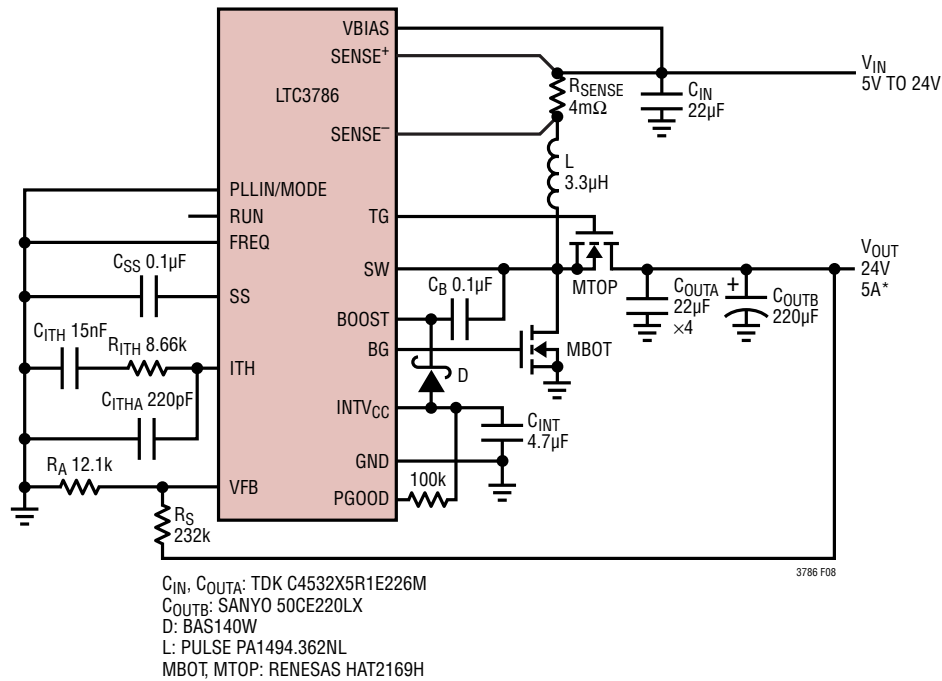 VBIAS
SENSE+
LTC3786
SENSE–
PLLIN/MODE
RUN
FREQ
SS
ITH
VFB
TG
SW
BOOST
BG
INTVCC
GND
PGOOD
VIN
5V TO 24V
RSENSE
4mΩ
CIN
22µF
L
3.3µH
MTOP
VOUT
24V
5A*
COUTA
22µF
×4
+
COUTB
220µF
CB 0.1µF
MBOT
D
CINT
4.7µF
100k
CSS 0.1µF
CITH 15nF
RITH 8.66k
CITHA 220pF
RA 12.1k
RS
232k
3786 F08
CIN, COUTA: TDK C4532X5R1E226M
COUTB: SANYO 50CE220LX
D: BAS140W
L: PULSE PA1494.362NL
MBOT, MTOP: RENESAS HAT2169H